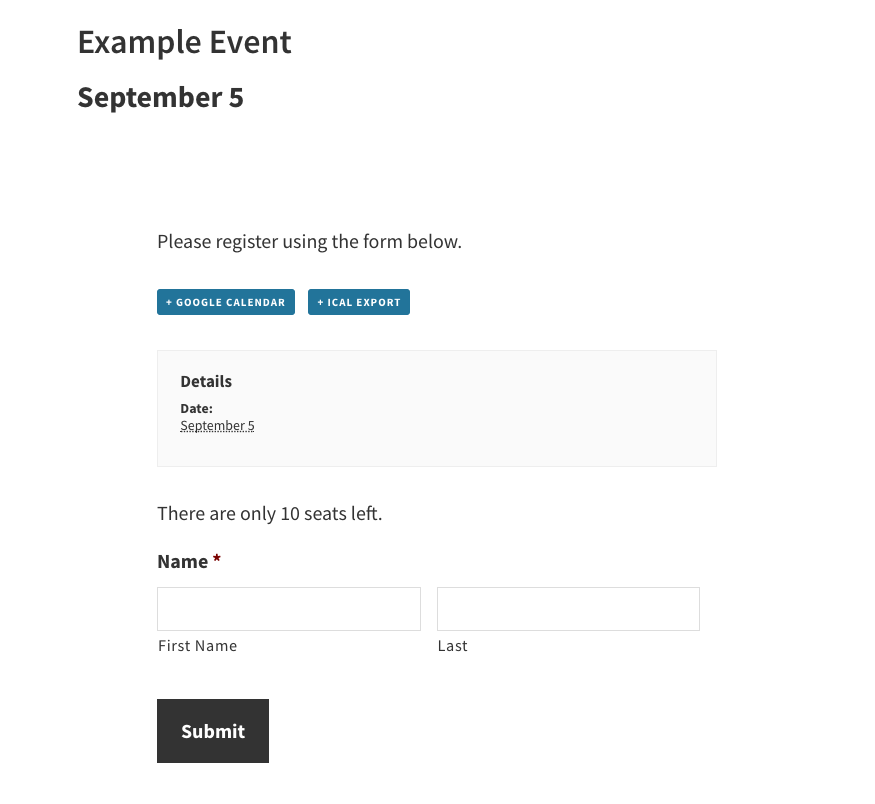 Example Event
September 5
Please register using the form below.
+ GOOGLE CALENDAR + ICAL EXPORT
Details
Date:
September 5
There are only 10 seats left.
Name *
First Name Last
Submit